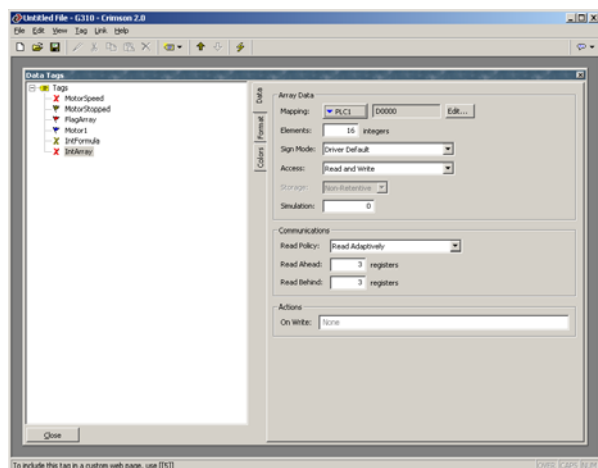 Untitled File - G310 - Crimson 2.0
File Edit View Tag Link Help
Data Tags
Tags
MotorSpeed
MotorStopped
FlagArray
Motor1
IntFormula
IntArray
Data
Format
Colors
Array Data
Mapping: PLC1 D0000 Edit...
Elements: 16 integers
Sign Mode: Driver Default
Access: Read and Write
Storage: Non-Retentive
Simulation: 0
Communications
Read Policy: Read Adaptively
Read Ahead: 3 registers
Read Behind: 3 registers
Actions
On Write: None
Close
To include this tag in a custom web page, use [[5]].
OVER CAPS NUM